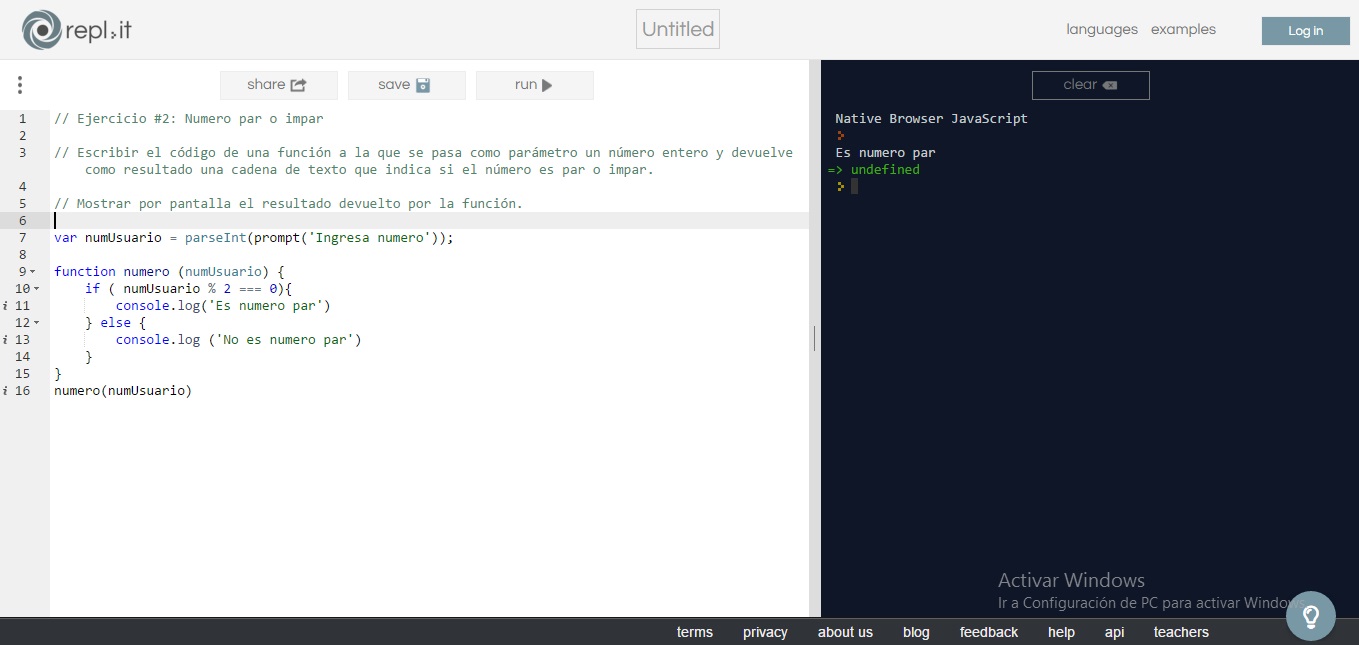 repl.it
Untitled
languages examples
Log in
share save run
clear
1 // Ejercicio #2: Numero par o impar
2
3 // Escribir el código de una función a la que se pasa como parámetro un número entero y devuelve
como resultado una cadena de texto que indica si el número es par o impar.
4
5 // Mostrar por pantalla el resultado devuelto por la función.
6
7 var numUsuario = parseInt(prompt('Ingresa numero'));
8
9 function numero (numUsuario) {
10 if ( numUsuario % 2 === 0){
i 11 console.log('Es numero par')
12 } else {
i 13 console.log ('No es numero par')
14 }
15 }
i 16 numero(numUsuario)
Native Browser JavaScript
Es numero par
=> undefined
Activar Windows
Ir a Configuración de PC para activar Windows.
terms privacy about us blog feedback help api teachers